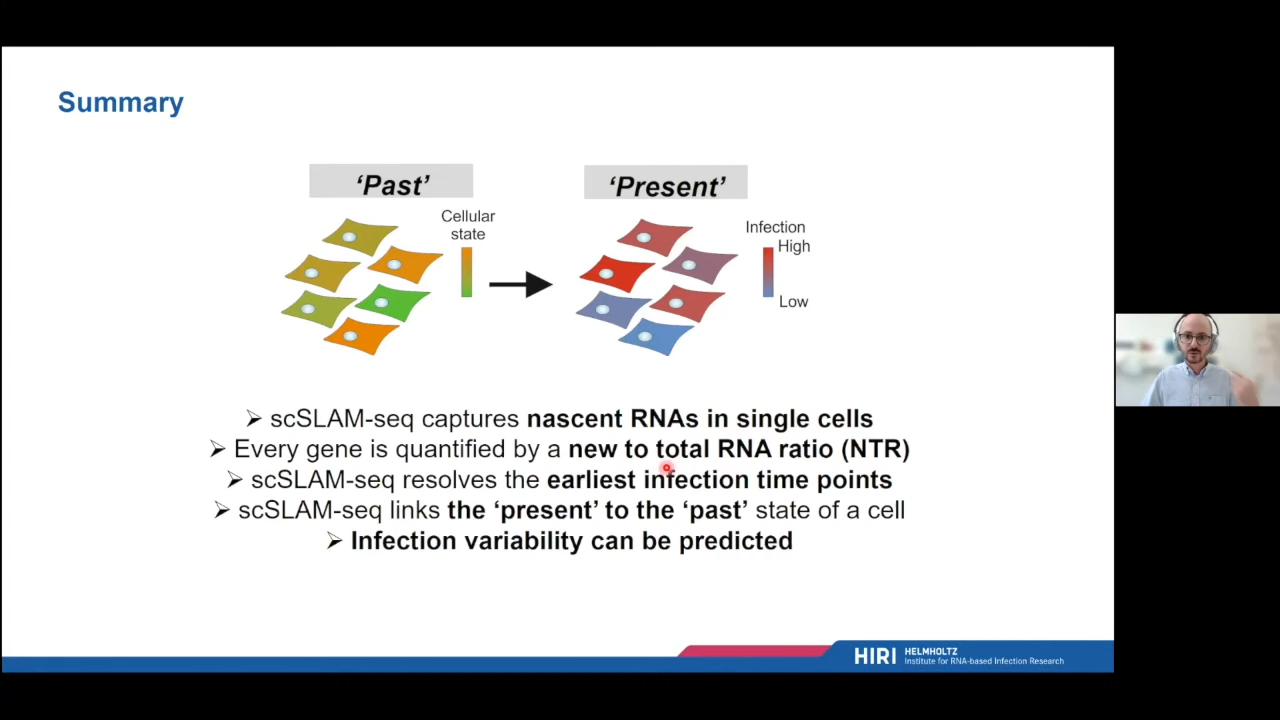 Summary
‘Past’
‘Present’
Cellular
state
Infection
High
Low
➢ scSLAM-seq captures nascent RNAs in single cells
➢ Every gene is quantified by a new to total RNA ratio (NTR)
➢ scSLAM-seq resolves the earliest infection time points
➢ scSLAM-seq links the ‘present’ to the ‘past’ state of a cell
➢ Infection variability can be predicted
HIRI HELMHOLTZ
Institute for RNA-based Infection Research